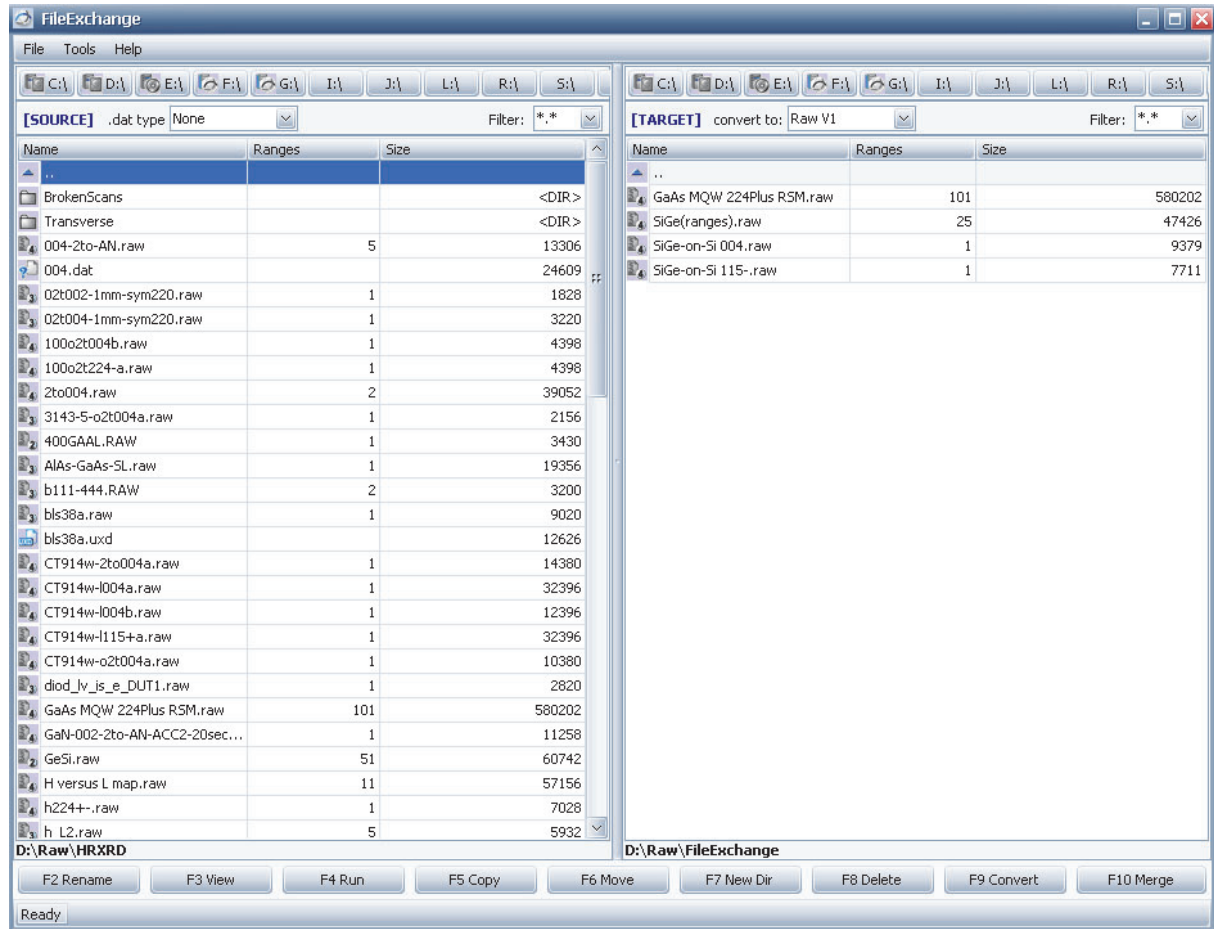 FileExchange
File Tools Help
C:\ D:\ E:\ F:\ G:\ I:\ J:\ L:\ R:\ S:\
[SOURCE] .dat type None Filter: *.*
Name Ranges Size
..
BrokenScans <DIR>
Transverse <DIR>
004-2to-AN.raw 5 13306
004.dat 24609
02t002-1mm-sym220.raw 1 1828
02t004-1mm-sym220.raw 1 3220
100o2t004b.raw 1 4398
100o2t224-a.raw 1 4398
2to004.raw 2 39052
3143-5-o2t004a.raw 1 2156
400GAAL.RAW 1 3430
AlAs-GaAs-SL.raw 1 19356
b111-444.RAW 2 3200
bls38a.raw 1 9020
bls38a.uxd 12626
CT914w-2to004a.raw 1 14380
CT914w-l004a.raw 1 32396
CT914w-l004b.raw 1 12396
CT914w-l115+a.raw 1 32396
CT914w-o2t004a.raw 1 10380
diod_lv_is_e_DUT1.raw 1 2820
GaAs MQW 224Plus RSM.raw 101 580202
GaN-002-2to-AN-ACC2-20sec... 1 11258
GeSi.raw 51 60742
H versus L map.raw 11 57156
h224+-.raw 1 7028
h_L2.raw 5 5932
D:\Raw\HRXRD
C:\ D:\ E:\ F:\ G:\ I:\ J:\ L:\ R:\ S:\
[TARGET] convert to: Raw V1 Filter: *.*
Name Ranges Size
..
GaAs MQW 224Plus RSM.raw 101 580202
SiGe(ranges).raw 25 47426
SiGe-on-Si 004.raw 1 9379
SiGe-on-Si 115-.raw 1 7711
D:\Raw\FileExchange
F2 Rename F3 View F4 Run F5 Copy F6 Move F7 New Dir F8 Delete F9 Convert F10 Merge
Ready